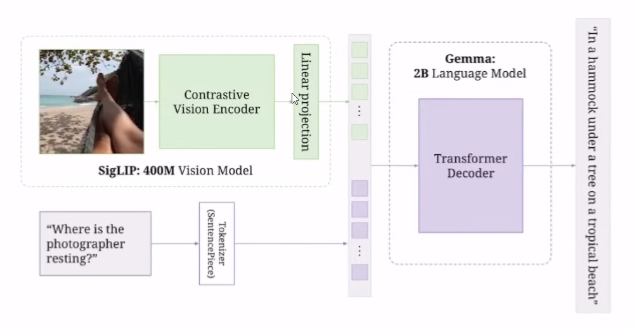 Contrastive
Vision Encoder
Linear projection
SigLIP: 400M Vision Model
"Where is the
photographer
resting?"
Tokenizer
(SentencePiece)
Gemma:
2B Language Model
Transformer
Decoder
"In a hammock under a tree on a tropical beach"